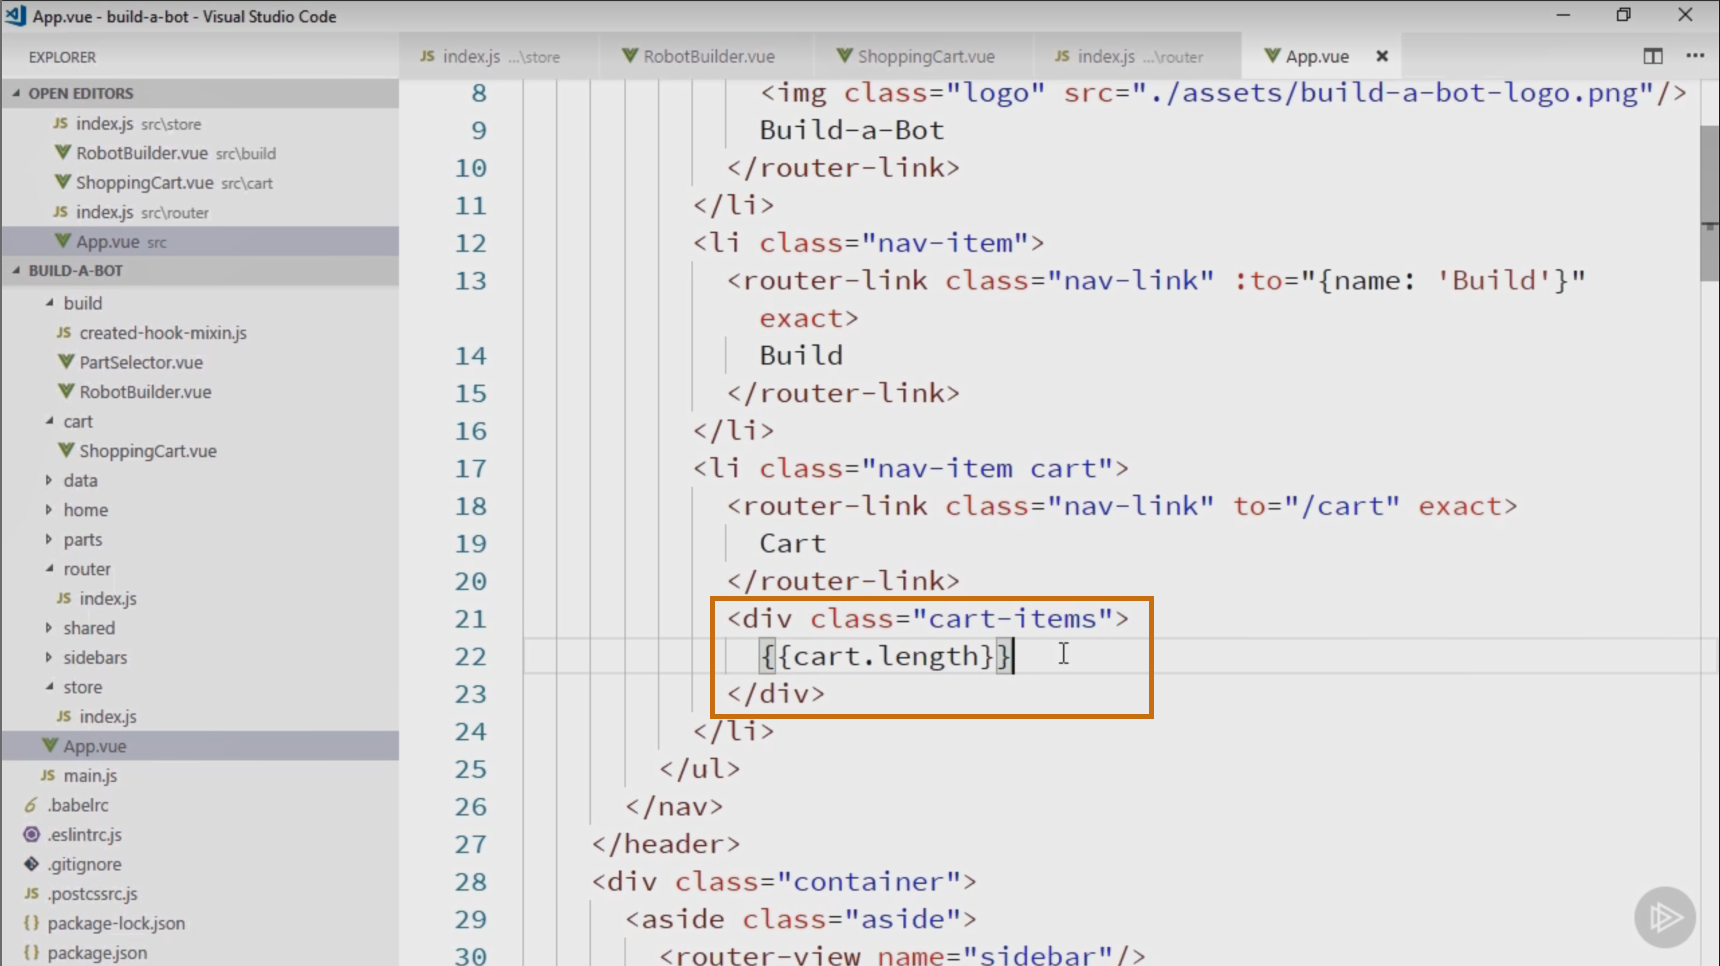 App.vue - build-a-bot - Visual Studio Code
EXPLORER
JS index.js ...\store
RobotBuilder.vue
ShoppingCart.vue
JS index.js ...\router
App.vue
OPEN EDITORS
JS index.js src\store
RobotBuilder.vue src\build
ShoppingCart.vue src\cart
JS index.js src\router
App.vue src
BUILD-A-BOT
build
JS created-hook-mixin.js
PartSelector.vue
RobotBuilder.vue
cart
ShoppingCart.vue
data
home
parts
router
JS index.js
shared
sidebars
store
JS index.js
App.vue
JS main.js
6 .babelrc
.eslintrc.js
.gitignore
JS .postcssrc.js
{} package-lock.json
{} package.json
8 <img class="logo" src="./assets/build-a-bot-logo.png"/>
9 Build-a-Bot
10 </router-link>
11 </li>
12 <li class="nav-item">
13 <router-link class="nav-link" :to="{name: 'Build'}"
exact>
14 Build
15 </router-link>
16 </li>
17 <li class="nav-item cart">
18 <router-link class="nav-link" to="/cart" exact>
19 Cart
20 </router-link>
21 <div class="cart-items">
22 {{cart.length}}
23 </div>
24 </li>
25 </ul>
26 </nav>
27 </header>
28 <div class="container">
29 <aside class="aside">
30 <router-view name="sidebar"/>